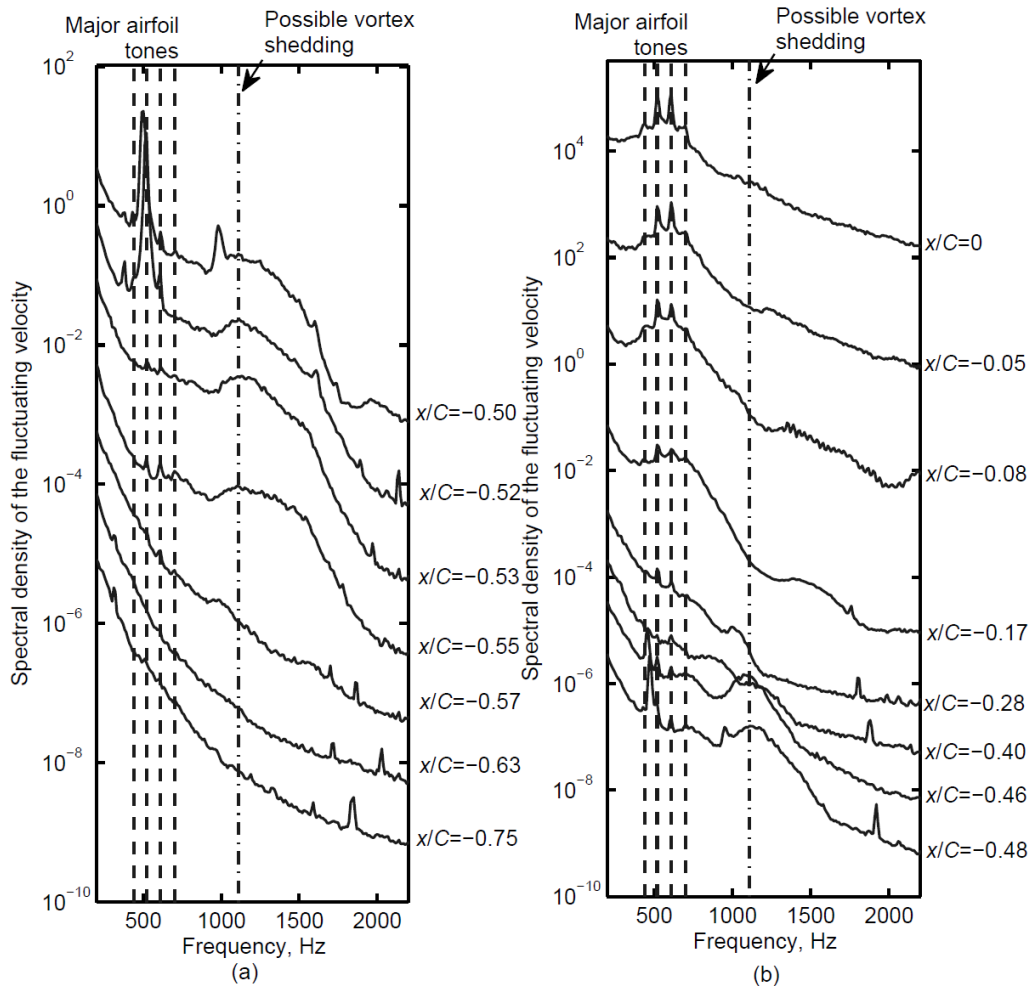 Major airfoil
tones
Possible vortex
shedding
Spectral density of the fluctuating velocity
10^2
10^0
10^−2
10^−4
10^−6
10^−8
10^−10
x/C=−0.50
x/C=−0.52
x/C=−0.53
x/C=−0.55
x/C=−0.57
x/C=−0.63
x/C=−0.75
500 1000 1500 2000
Frequency, Hz
(a)
Major airfoil
tones
Possible vortex
shedding
Spectral density of the fluctuating velocity
10^4
10^2
10^0
10^−2
10^−4
10^−6
10^−8
10^−10
x/C=0
x/C=−0.05
x/C=−0.08
x/C=−0.17
x/C=−0.28
x/C=−0.40
x/C=−0.46
x/C=−0.48
500 1000 1500 2000
Frequency, Hz
(b)